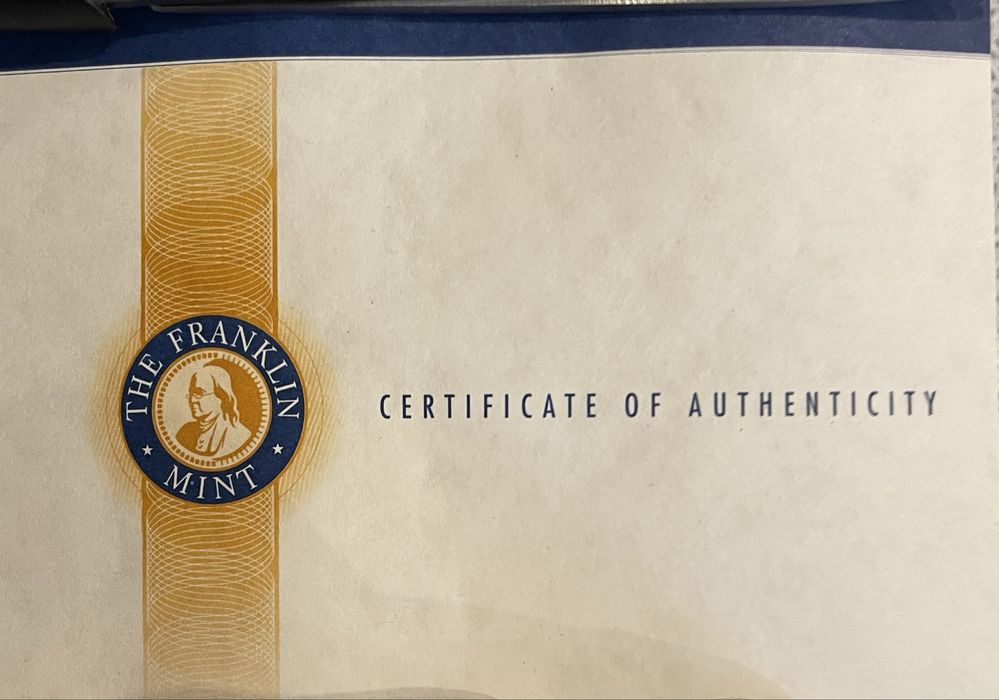 THE FRANKLIN
MINT
CERTIFICATE OF AUTHENTICITY